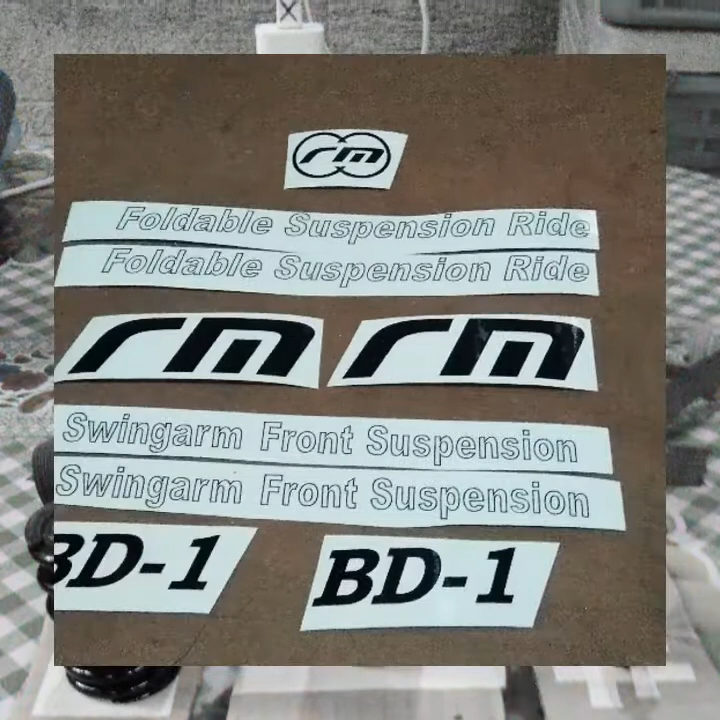 rm
Foldable Suspension Ride
Foldable Suspension Ride
rm rm
Swingarm Front Suspension
Swingarm Front Suspension
BD-1 BD-1